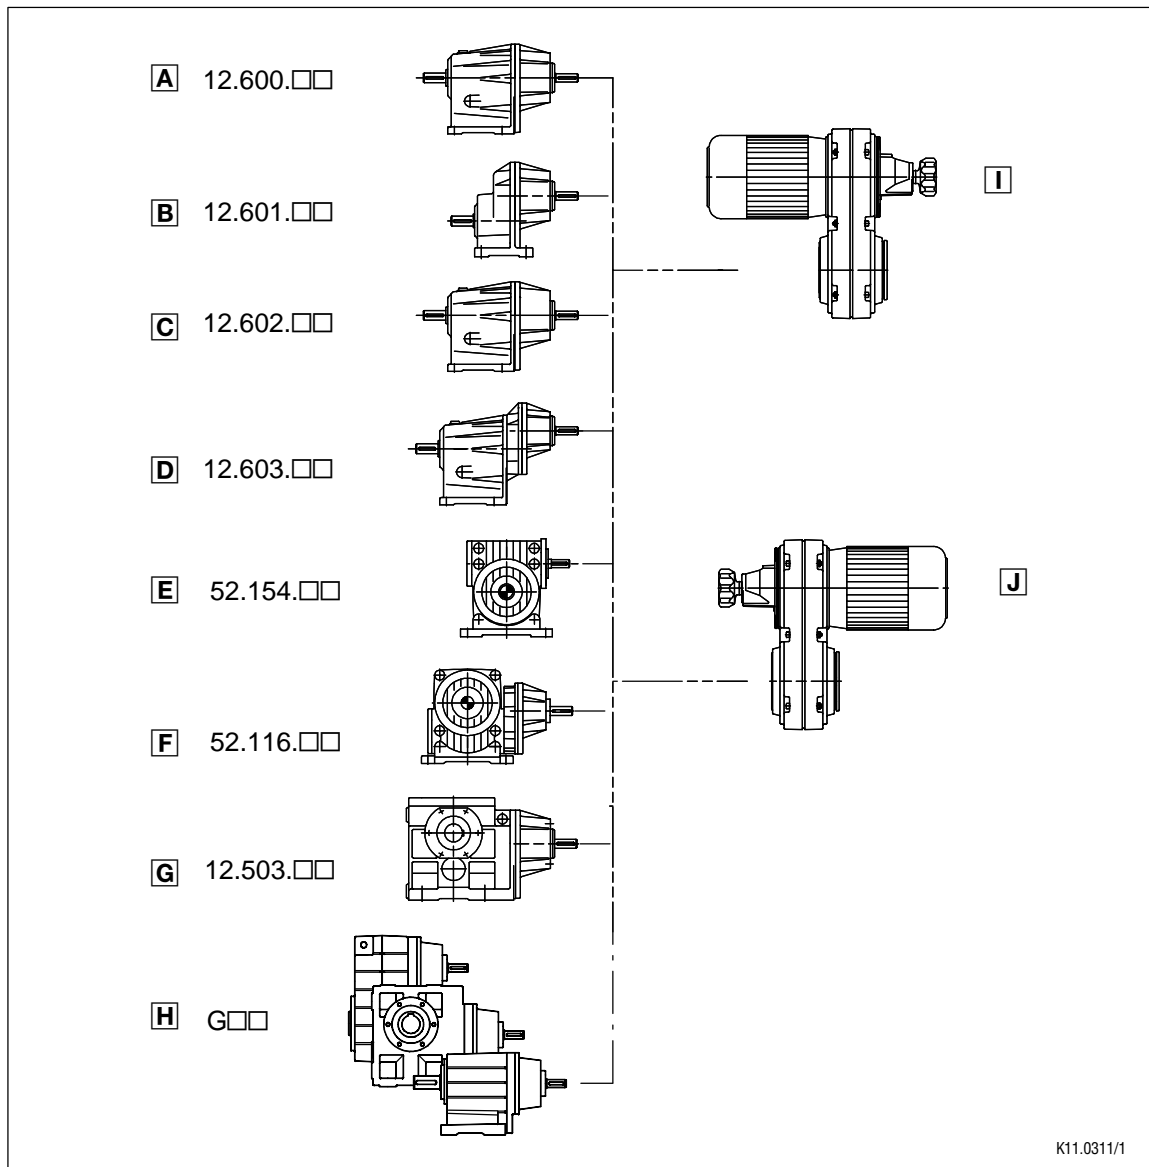 A 12.600.□□
I
B 12.601.□□
C 12.602.□□
D 12.603.□□
E 52.154.□□
J
F 52.116.□□
G 12.503.□□
H G□□
K11.0311/1